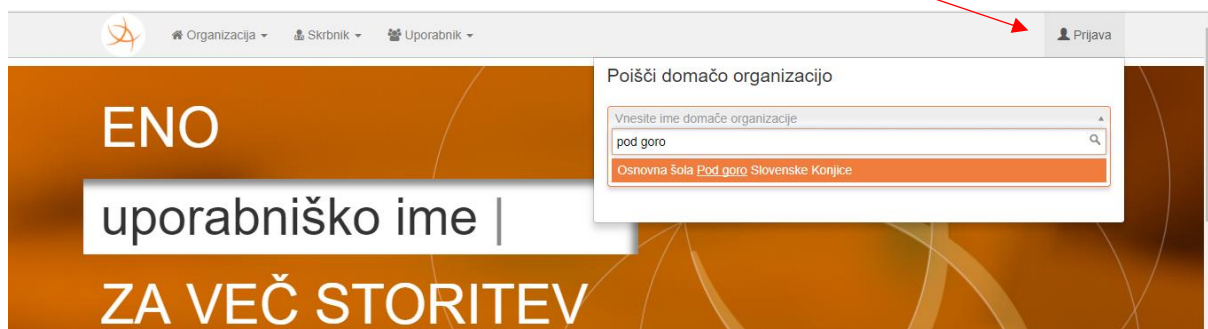 Organizacija Skrbnik Uporabnik Prijava
Poišči domačo organizacijo
Vnesite ime domače organizacije
pod goro
Osnovna šola Pod goro Slovenske Konjice
ENO
uporabniško ime |
ZA VEČ STORITEV